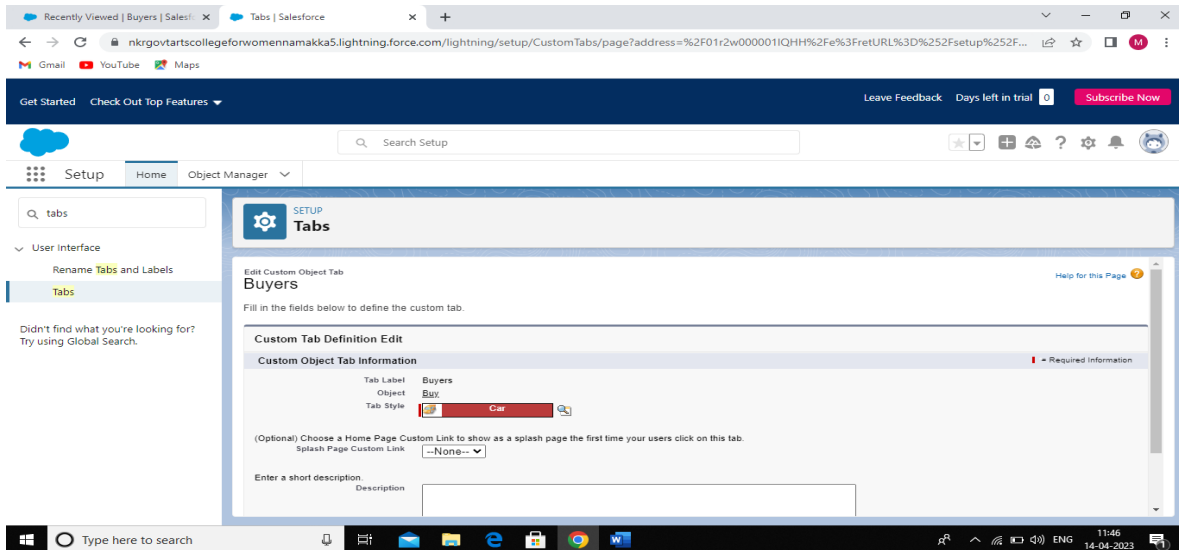 Recently Viewed | Buyers | Salesf
Tabs | Salesforce
nkrgovtartscollegeforwomennamakka5.lightning.force.com/lightning/setup/CustomTabs/page?address=%2F01r2w000001IQHH%2Fe%3FretURL%3D%252Fsetup%252F...
M
Gmail YouTube Maps
Get Started Check Out Top Features Leave Feedback Days left in trial 0 Subscribe Now
Search Setup
Setup Home Object Manager
tabs
SETUP
Tabs
User Interface
Rename Tabs and Labels
Tabs
Didn't find what you're looking for?
Try using Global Search.
Edit Custom Object Tab
Buyers
Help for this Page
Fill in the fields below to define the custom tab.
Custom Tab Definition Edit
Custom Object Tab Information
= Required Information
Tab Label Buyers
Object Buy
Tab Style Car
(Optional) Choose a Home Page Custom Link to show as a splash page the first time your users click on this tab.
Splash Page Custom Link --None--
Enter a short description.
Description
Type here to search
ENG
11:46
14-04-2023